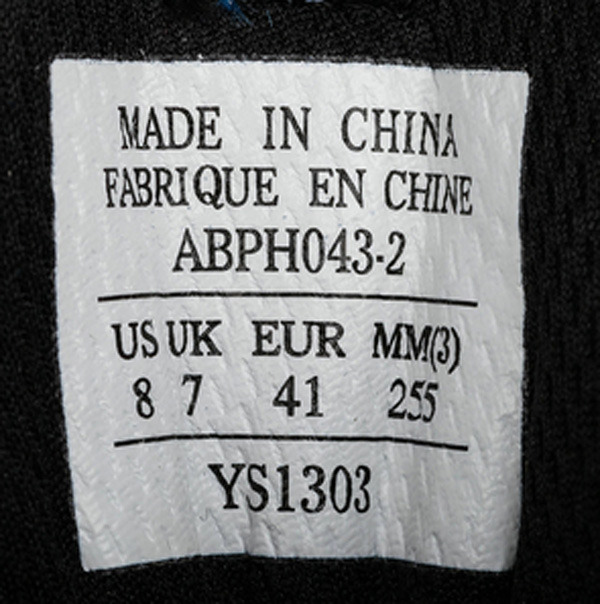 MADE IN CHINA
FABRIQUE EN CHINE
ABPH043-2
US UK EUR MM(3)
8 7 41 255
YS1303